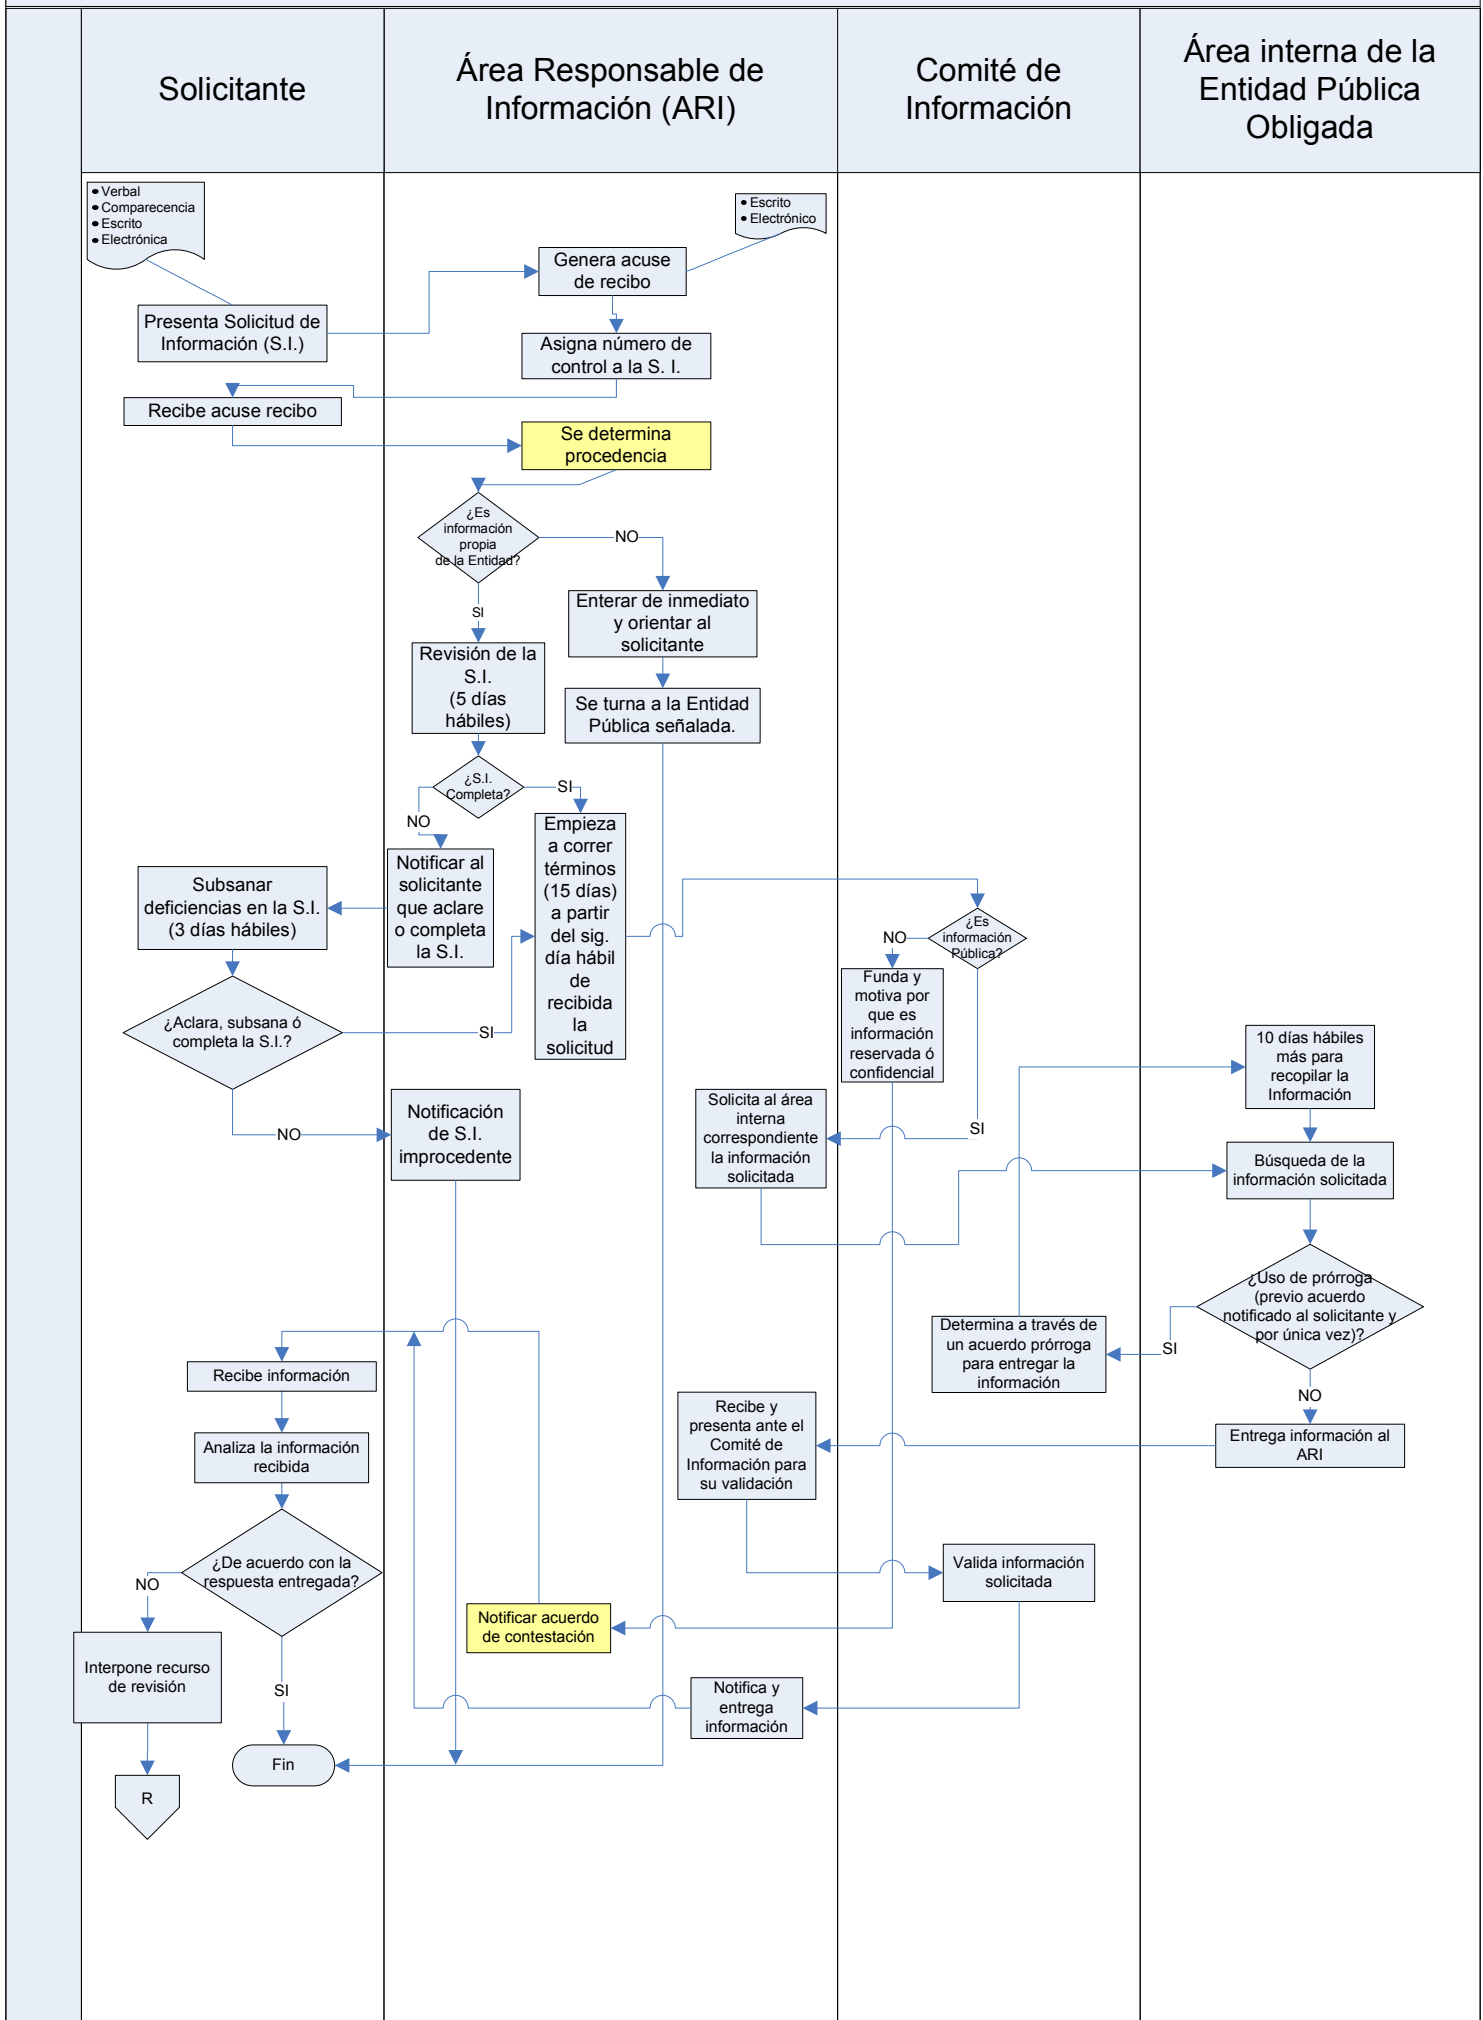 Solicitante
Área Responsable de
Información (ARI)
Comité de
Información
Área interna de la
Entidad Pública
Obligada
• Verbal
• Comparecencia
• Escrito
• Electrónica
• Escrito
• Electrónico
Genera acuse
de recibo
Presenta Solicitud de
Información (S.I.)
Asigna número de
control a la S. I.
Recibe acuse recibo
Se determina
procedencia
¿Es
información
propia
de la Entidad?
NO
SI
Enterar de inmediato
y orientar al
solicitante
Revisión de la
S.I.
(5 días
hábiles)
Se turna a la Entidad
Pública señalada.
¿S.I.
Completa?
SI
NO
Empieza
a correr
términos
(15 días)
a partir
del sig.
día hábil
de
recibida
la
solicitud
Notificar al
solicitante
que aclare
o completa
la S.I.
Subsanar
deficiencias en la S.I.
(3 días hábiles)
¿Aclara, subsana ó
completa la S.I.?
SI
NO
Notificación
de S.I.
improcedente
¿Es
información
Pública?
NO
Funda y
motiva por
que es
información
reservada ó
confidencial
SI
Solicita al área
interna
correspondiente
la información
solicitada
10 días hábiles
más para
recopilar la
Información
Búsqueda de la
información solicitada
¿Uso de prórroga
(previo acuerdo
notificado al solicitante y
por única vez)?
SI
NO
Determina a través de
un acuerdo prórroga
para entregar la
información
Entrega información al
ARI
Recibe y
presenta ante el
Comité de
Información para
su validación
Valida información
solicitada
Recibe información
Analiza la información
recibida
¿De acuerdo con la
respuesta entregada?
NO
SI
Notificar acuerdo
de contestación
Notifica y
entrega
información
Interpone recurso
de revisión
Fin
R